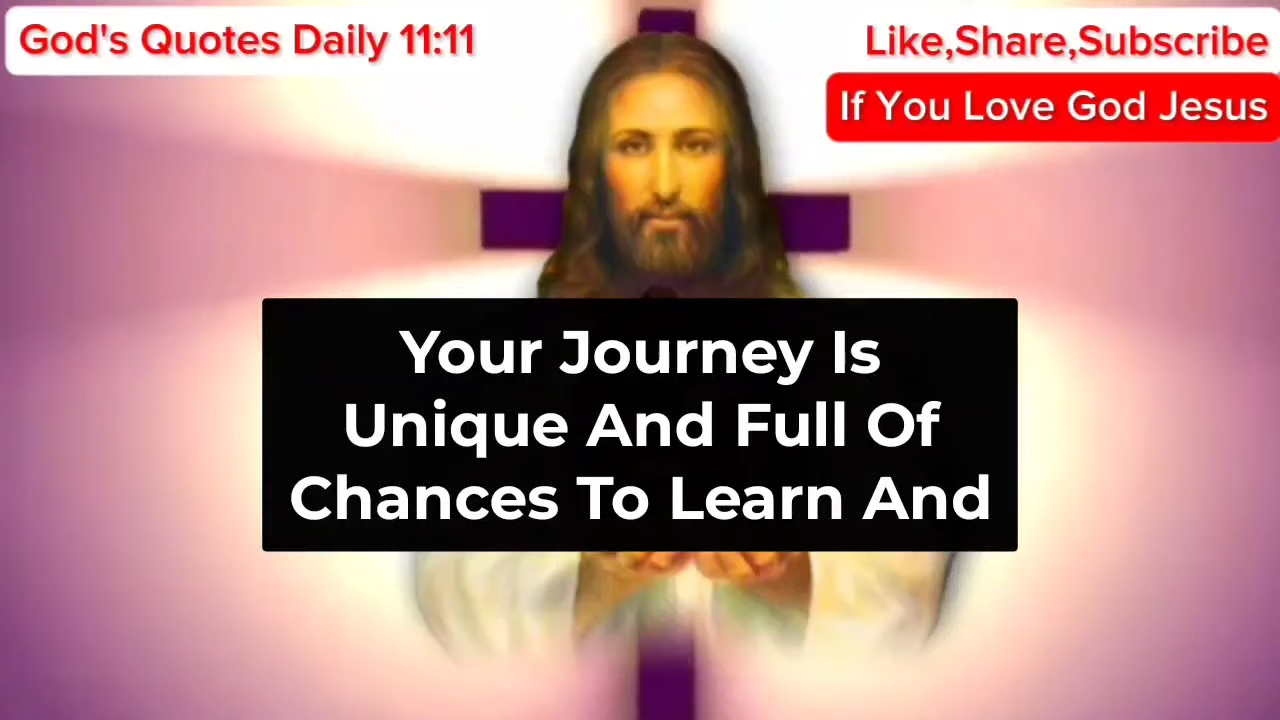 God's Quotes Daily 11:11
Like,Share,Subscribe
If You Love God Jesus
Your Journey Is
Unique And Full Of
Chances To Learn And